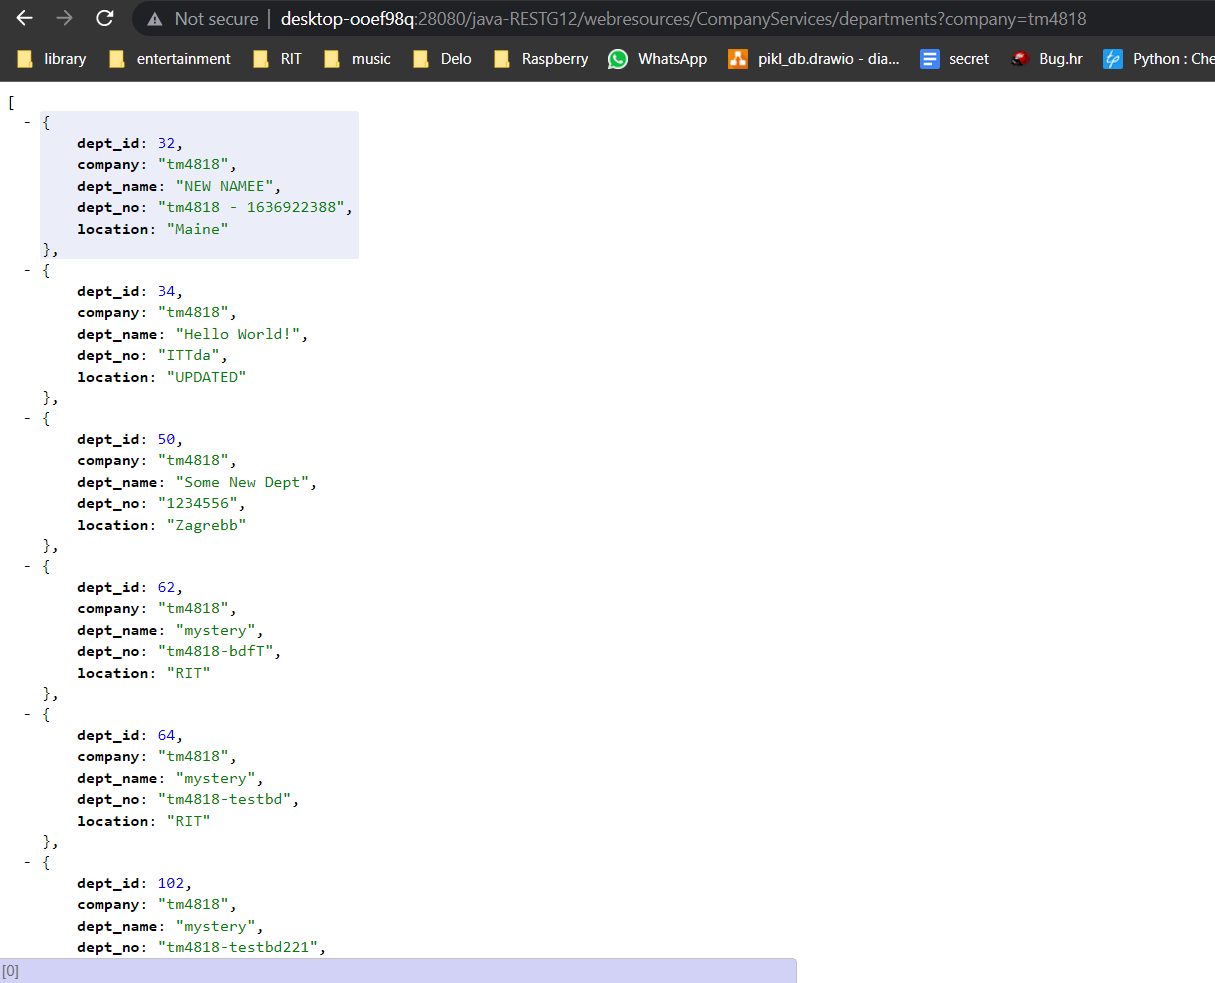 Not secure | desktop-ooef98q:28080/java-RESTG12/webresources/CompanyServices/departments?company=tm4818
library entertainment RIT music Delo Raspberry WhatsApp pikl_db.drawio - dia... secret Bug.hr Python : Che
[
- {
dept_id: 32,
company: "tm4818",
dept_name: "NEW NAMEE",
dept_no: "tm4818 - 1636922388",
location: "Maine"
},
- {
dept_id: 34,
company: "tm4818",
dept_name: "Hello World!",
dept_no: "ITTda",
location: "UPDATED"
},
- {
dept_id: 50,
company: "tm4818",
dept_name: "Some New Dept",
dept_no: "1234556",
location: "Zagrebb"
},
- {
dept_id: 62,
company: "tm4818",
dept_name: "mystery",
dept_no: "tm4818-bdfT",
location: "RIT"
},
- {
dept_id: 64,
company: "tm4818",
dept_name: "mystery",
dept_no: "tm4818-testbd",
location: "RIT"
},
- {
dept_id: 102,
company: "tm4818",
dept_name: "mystery",
dept_no: "tm4818-testbd221",
[0]